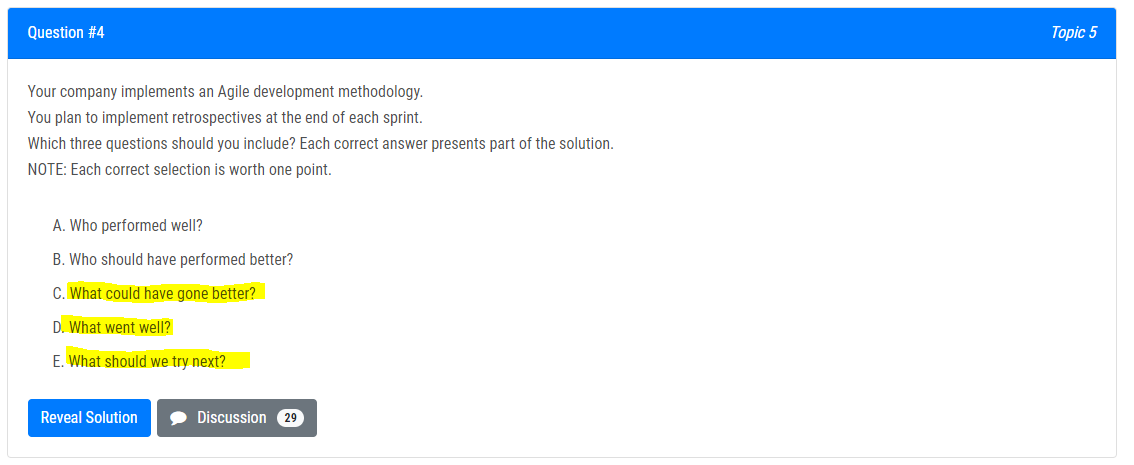 Question #4
Topic 5
Your company implements an Agile development methodology.
You plan to implement retrospectives at the end of each sprint.
Which three questions should you include? Each correct answer presents part of the solution.
NOTE: Each correct selection is worth one point.
A. Who performed well?
B. Who should have performed better?
C. What could have gone better?
D. What went well?
E. What should we try next?
Reveal Solution
Discussion 29